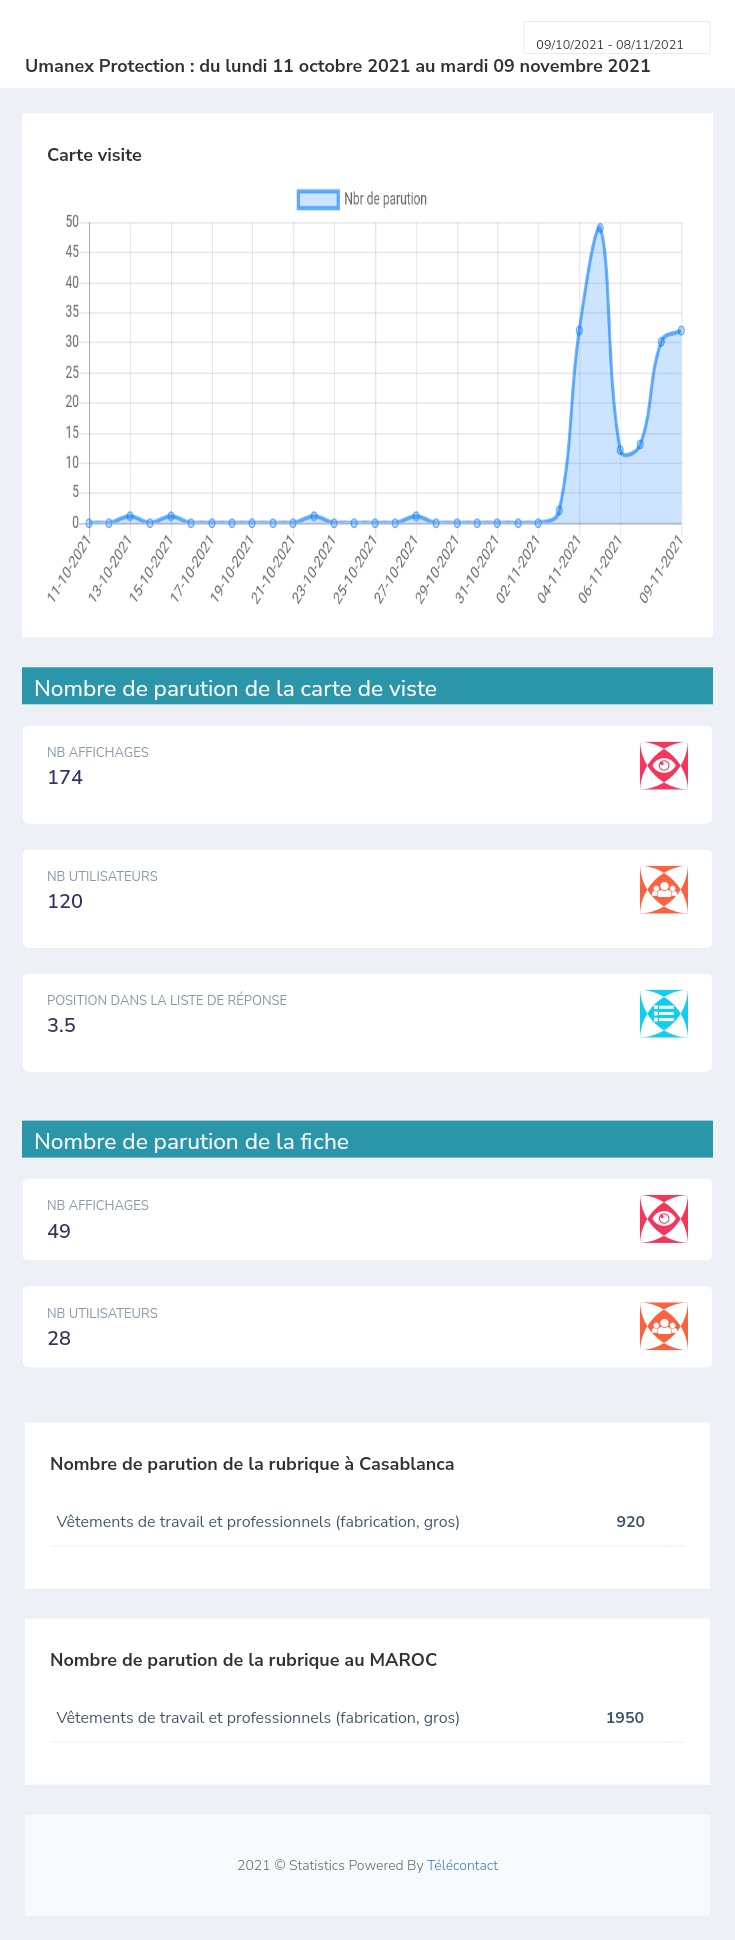 09/10/2021 - 08/11/2021
Umanex Protection : du lundi 11 octobre 2021 au mardi 09 novembre 2021
Carte visite
Nbr de parution
50
45
40
35
30
25
20
15
10
5
0
11-10-2021
13-10-2021
15-10-2021
17-10-2021
19-10-2021
21-10-2021
23-10-2021
25-10-2021
27-10-2021
29-10-2021
31-10-2021
02-11-2021
04-11-2021
06-11-2021
09-11-2021
Nombre de parution de la carte de viste
NB AFFICHAGES
174
NB UTILISATEURS
120
POSITION DANS LA LISTE DE RÉPONSE
3.5
Nombre de parution de la fiche
NB AFFICHAGES
49
NB UTILISATEURS
28
Nombre de parution de la rubrique à Casablanca
Vêtements de travail et professionnels (fabrication, gros) 920
Nombre de parution de la rubrique au MAROC
Vêtements de travail et professionnels (fabrication, gros) 1950
2021 © Statistics Powered By Télécontact